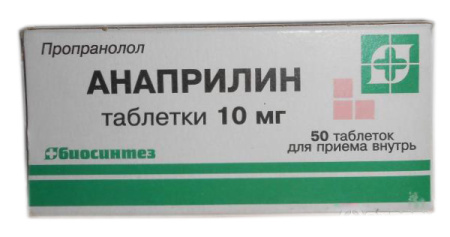 Пропранолол
АНАПРИЛИН
таблетки 10 мг
50 таблеток
для приема внутрь
биосинтез